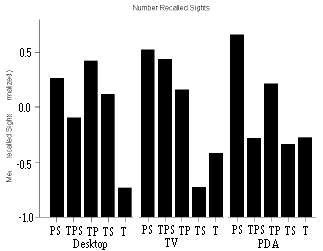 Number Recalled Sights
0.5
0.0
-0.5
-1.0
PS TPS TP TS T PS TPS TP TS T PS TPS TP TS T
Desktop TV PDA